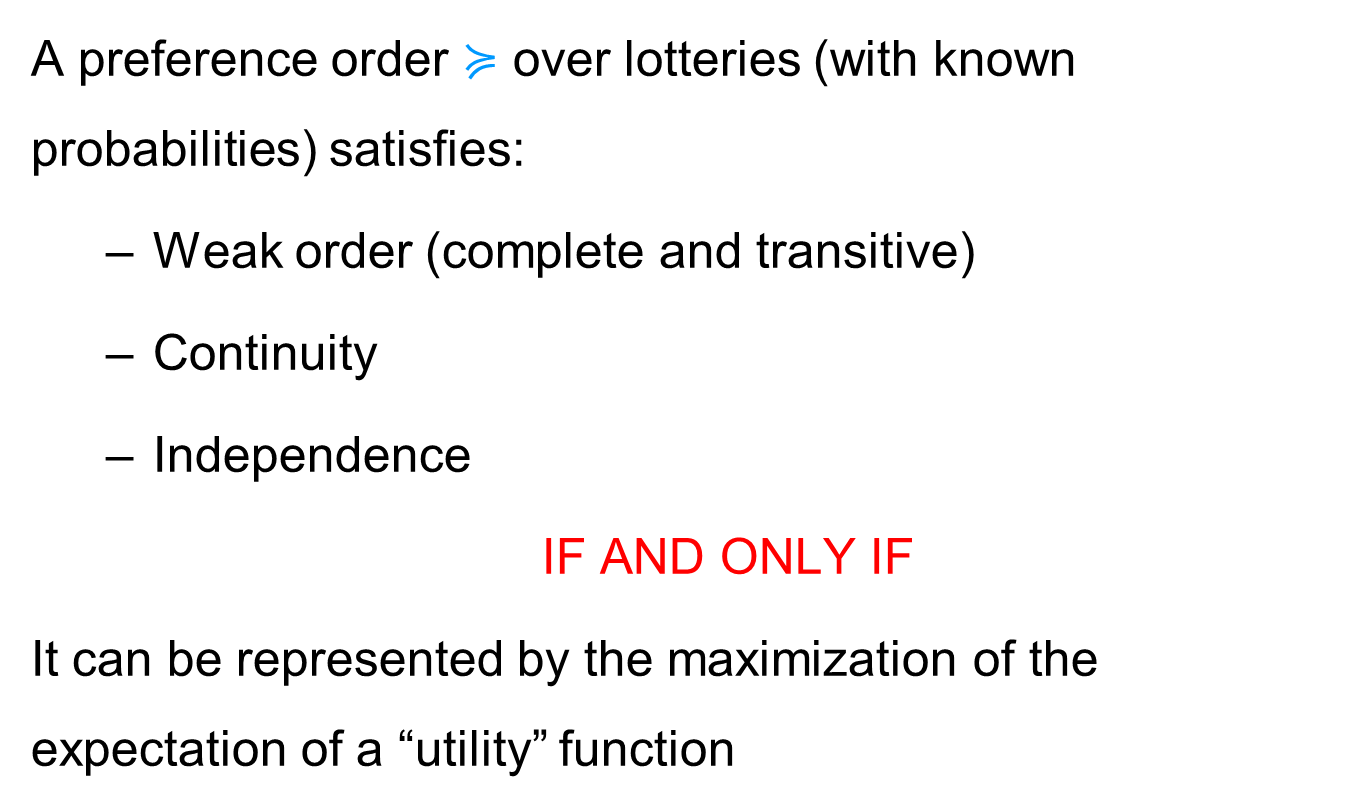 A preference order ≽ over lotteries (with known
probabilities) satisfies:
– Weak order (complete and transitive)
– Continuity
– Independence
IF AND ONLY IF
It can be represented by the maximization of the
expectation of a “utility” function